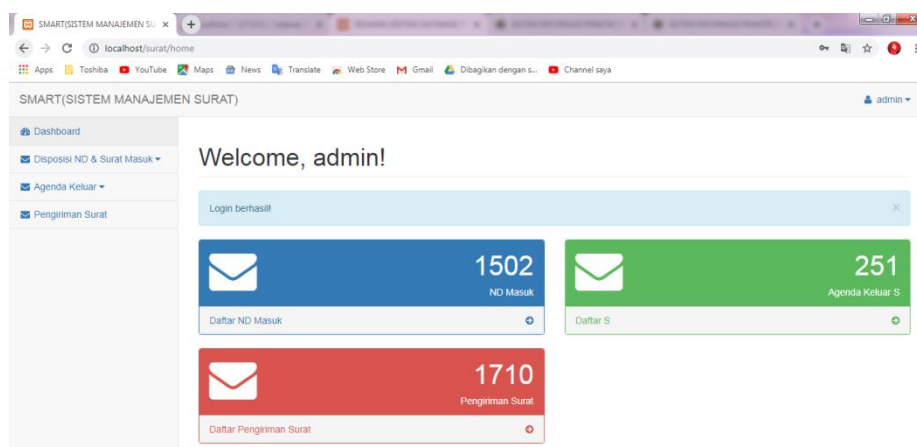 SMART(SISTEM MANAJEMEN SU
localhost/surat/home
Apps Toshiba YouTube Maps News Translate Web Store Gmail Dibagikan dengan s... Channel saya
SMART(SISTEM MANAJEMEN SURAT) admin
Dashboard
Disposisi ND & Surat Masuk
Agenda Keluar
Pengiriman Surat
Welcome, admin!
Login berhasil!
1502
ND Masuk
Daftar ND Masuk
251
Agenda Keluar S
Daftar S
1710
Pengiriman Surat
Daftar Pengiriman Surat